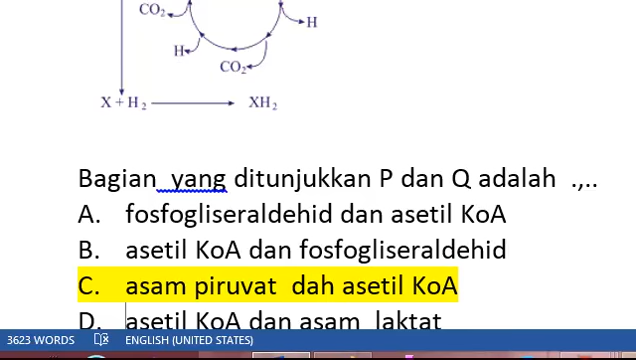 CO2
H
H
CO2
X + H2 XH2
Bagian yang ditunjukkan P dan Q adalah .,..
A. fosfogliseraldehid dan asetil KoA
B. asetil KoA dan fosfogliseraldehid
C. asam piruvat dah asetil KoA
D. asetil KoA dan asam laktat
3623 WORDS ENGLISH (UNITED STATES)